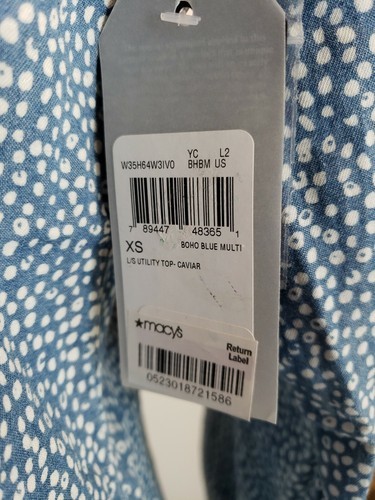 YC L2
W35H64W3IV0 BHBM US
7 89447 48365 1
XS BOHO BLUE MULTI
L/S UTILITY TOP- CAVIAR
★macy's
Return
Label
0523018721586